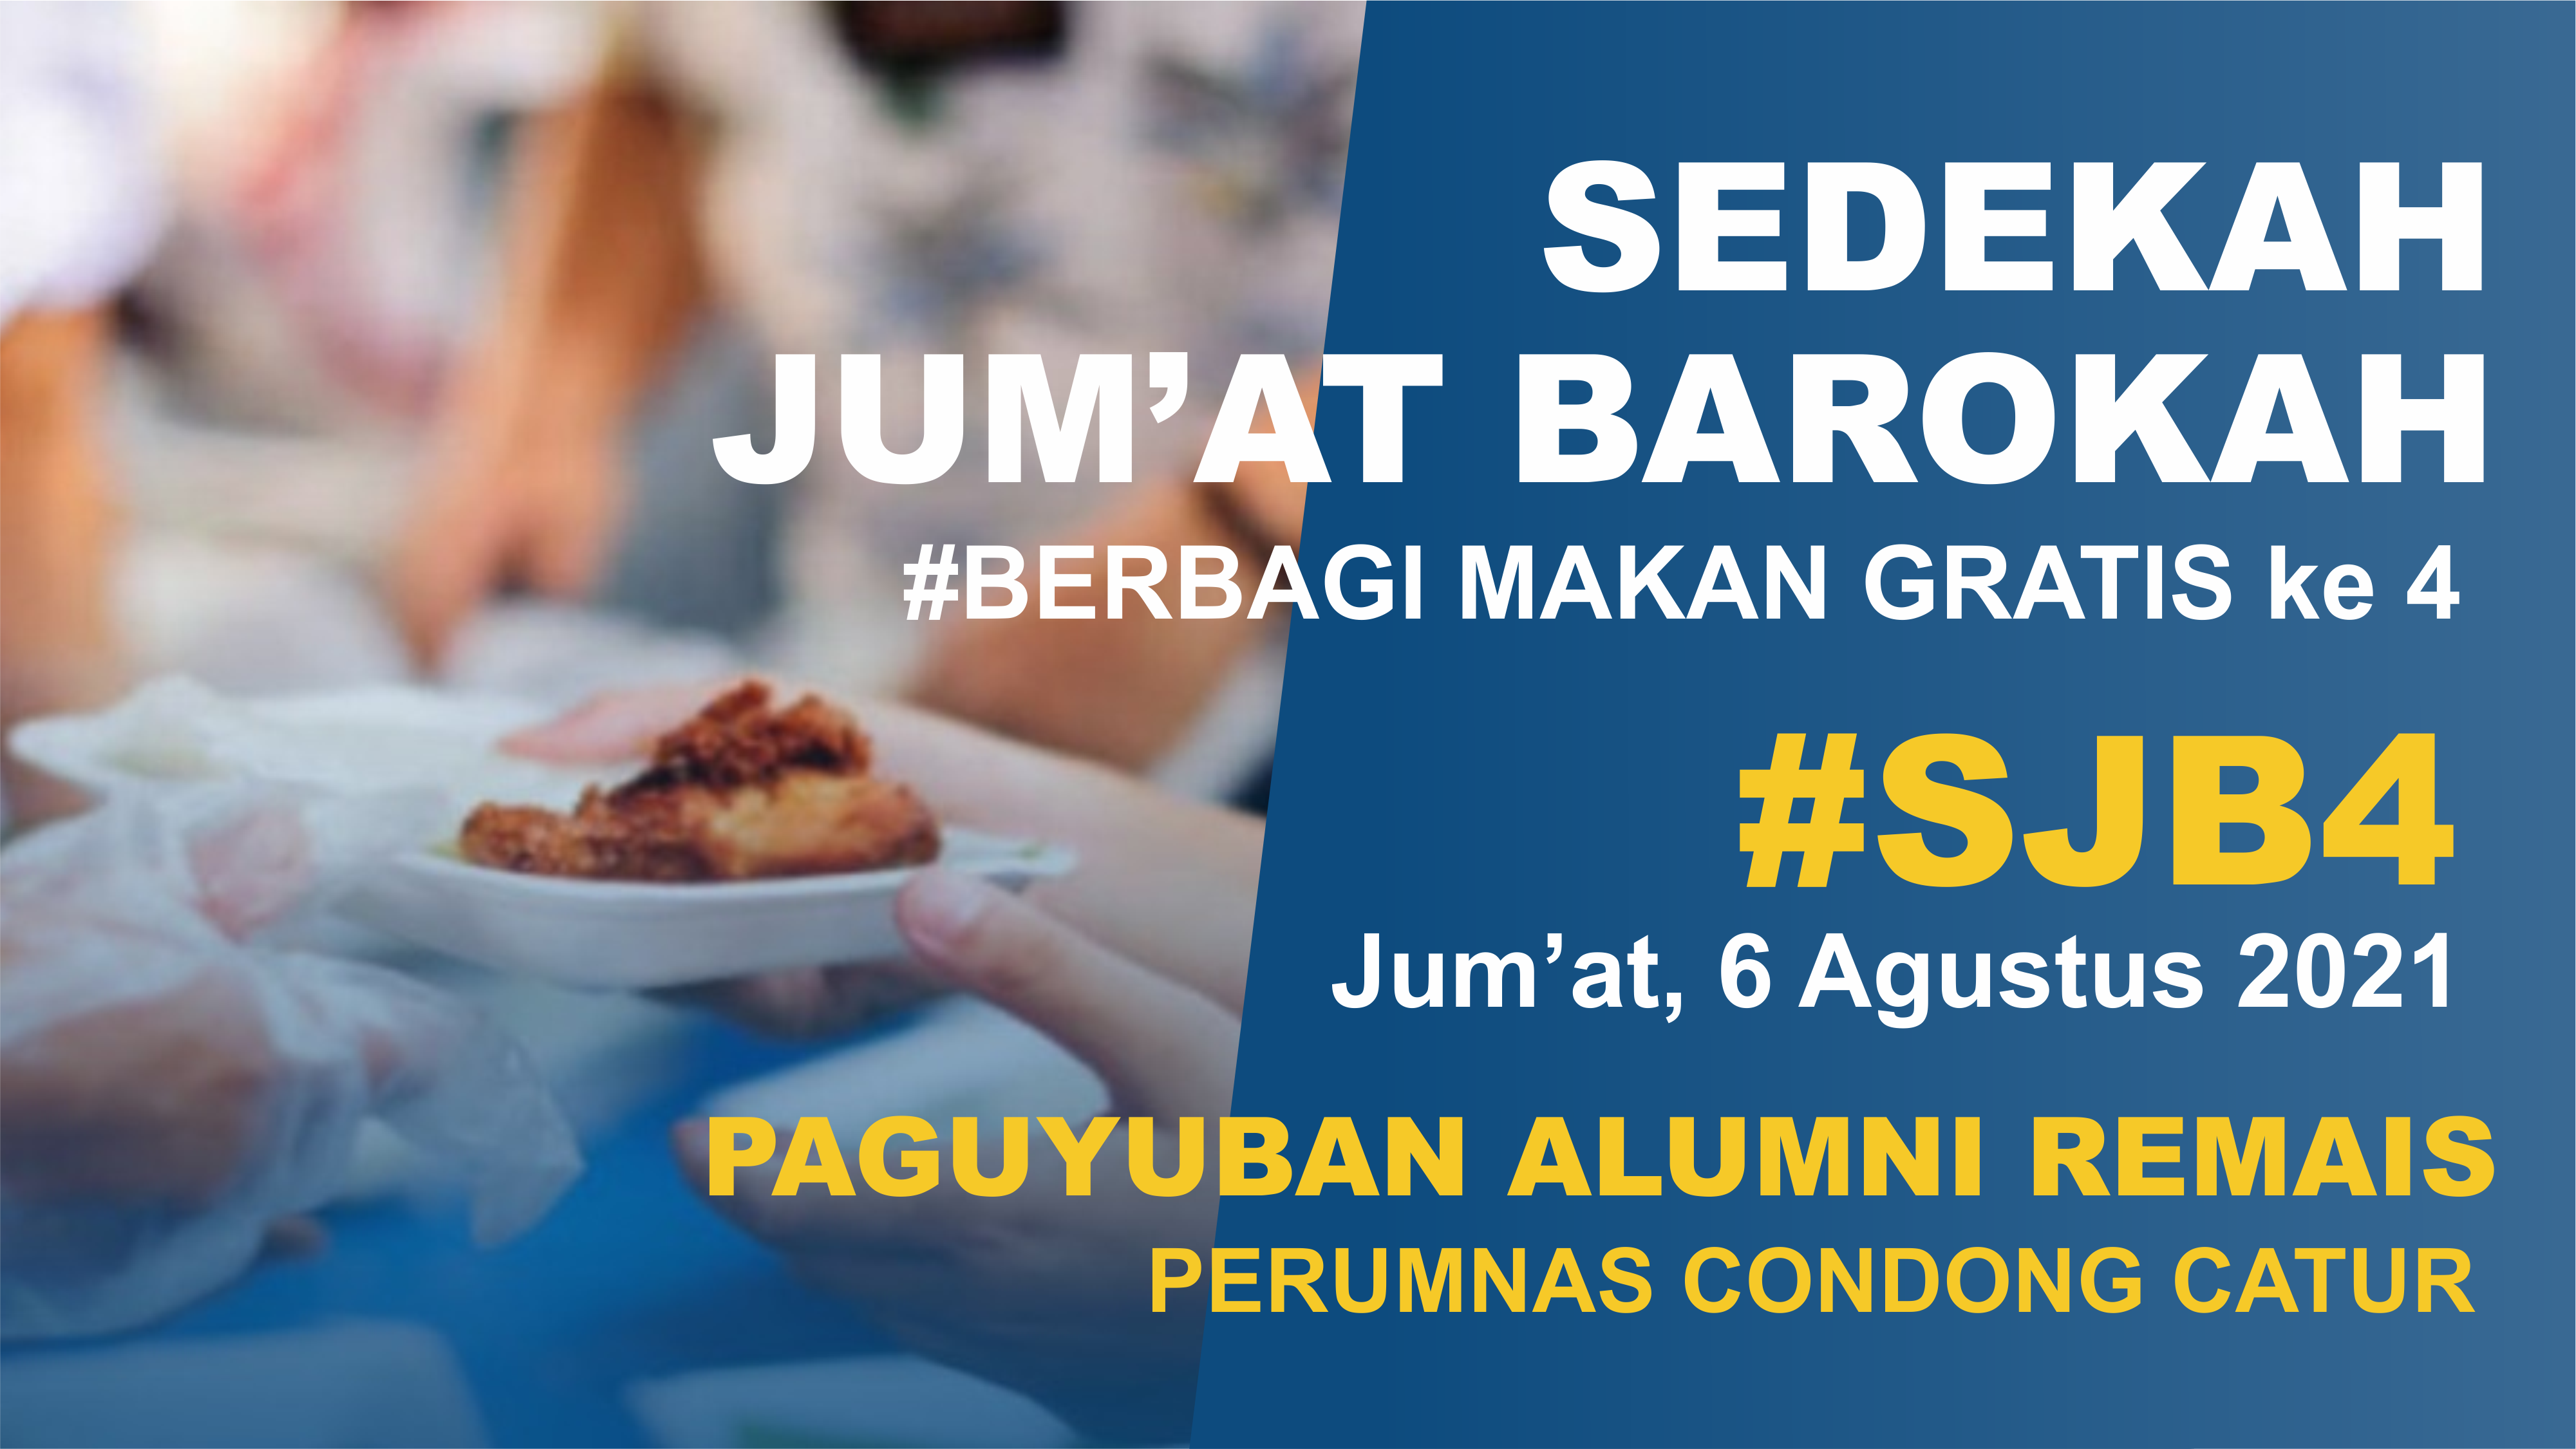 SEDEKAH
JUM’AT BAROKAH
#BERBAGI MAKAN GRATIS ke 4
#SJB4
Jum’at, 6 Agustus 2021
PAGUYUBAN ALUMNI REMAIS
PERUMNAS CONDONG CATUR